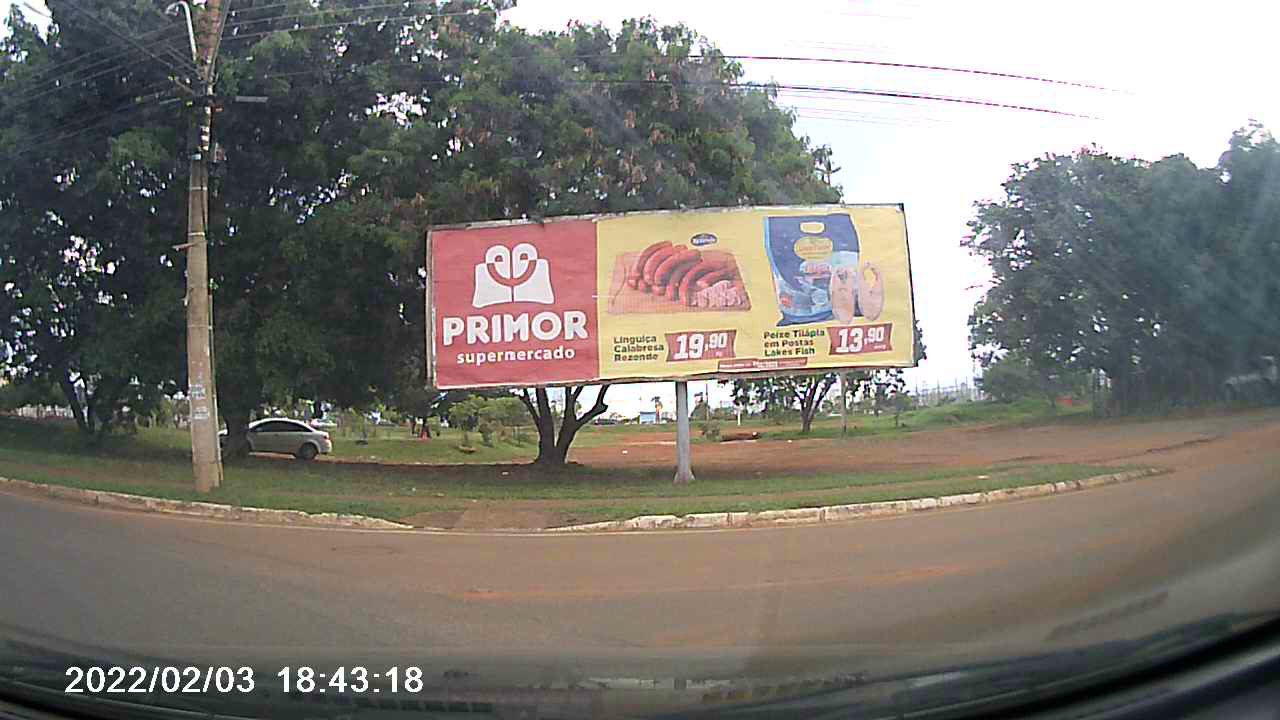 PRIMOR
supernercado
Linguiça
Calabresa
Rezende
19,90
Kg
Peixe Tilápia
em Postas
Lakes Fish
13,90
2022/02/03 18:43:18